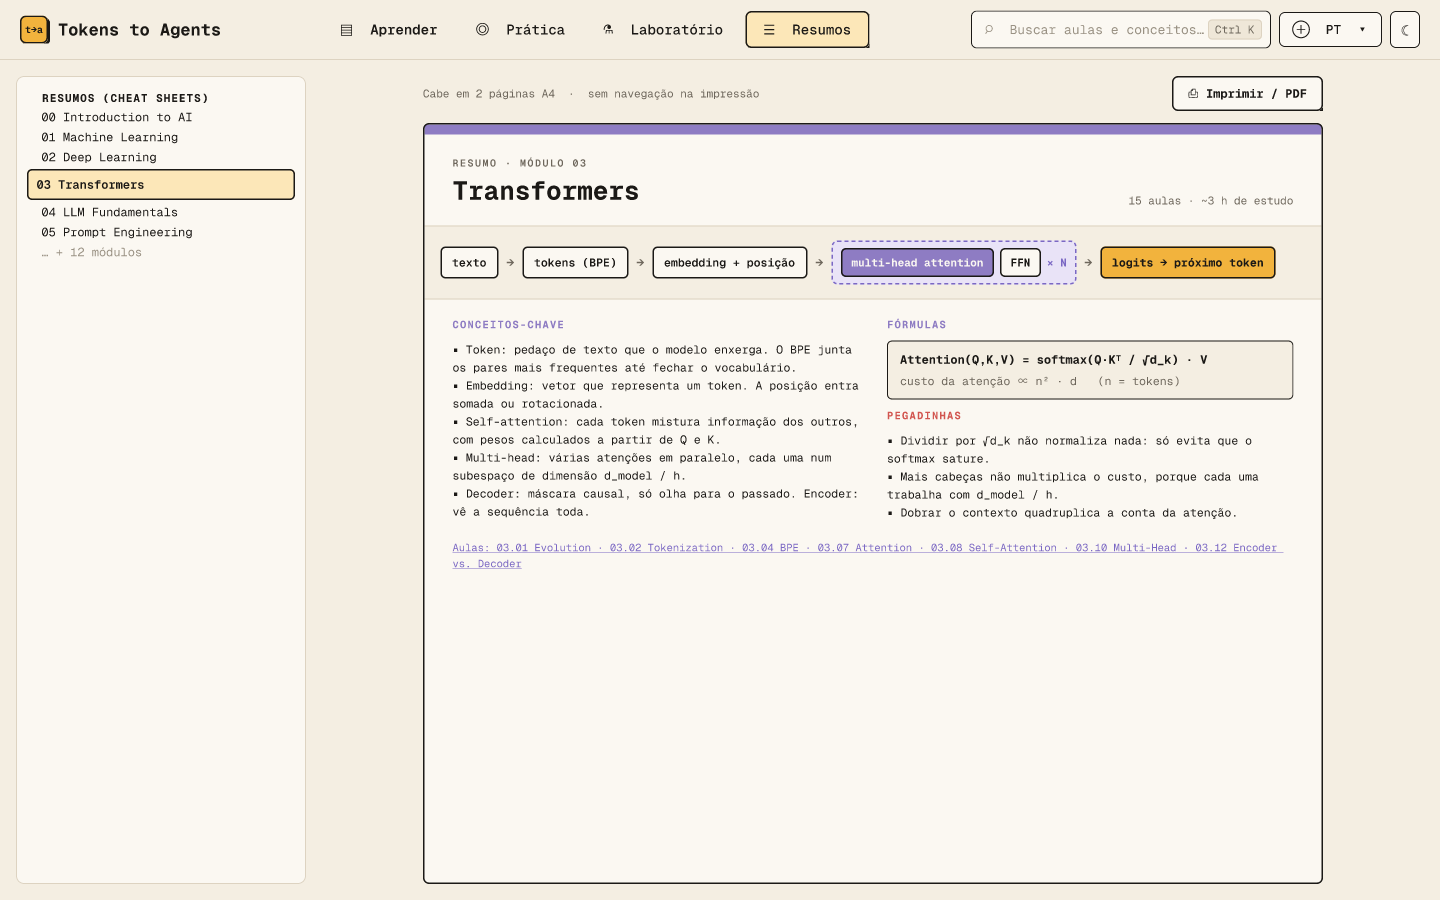 t→a Tokens to Agents
Aprender
Prática
Laboratório
Resumos
Buscar aulas e conceitos… Ctrl K
PT
RESUMOS (CHEAT SHEETS)
00 Introduction to AI
01 Machine Learning
02 Deep Learning
03 Transformers
04 LLM Fundamentals
05 Prompt Engineering
… + 12 módulos
Cabe em 2 páginas A4 · sem navegação na impressão
Imprimir / PDF
RESUMO · MÓDULO 03
Transformers
15 aulas · ~3 h de estudo
texto → tokens (BPE) → embedding + posição → multi-head attention FFN × N → logits → próximo token
CONCEITOS-CHAVE
▪ Token: pedaço de texto que o modelo enxerga. O BPE junta
os pares mais frequentes até fechar o vocabulário.
▪ Embedding: vetor que representa um token. A posição entra
somada ou rotacionada.
▪ Self-attention: cada token mistura informação dos outros,
com pesos calculados a partir de Q e K.
▪ Multi-head: várias atenções em paralelo, cada uma num
subespaço de dimensão d_model / h.
▪ Decoder: máscara causal, só olha para o passado. Encoder:
vê a sequência toda.
FÓRMULAS
Attention(Q,K,V) = softmax(Q·Kᵀ / √d_k) · V
custo da atenção ∝ n² · d (n = tokens)
PEGADINHAS
▪ Dividir por √d_k não normaliza nada: só evita que o
softmax sature.
▪ Mais cabeças não multiplica o custo, porque cada uma
trabalha com d_model / h.
▪ Dobrar o contexto quadruplica a conta da atenção.
Aulas: 03.01 Evolution · 03.02 Tokenization · 03.04 BPE · 03.07 Attention · 03.08 Self-Attention · 03.10 Multi-Head · 03.12 Encoder
vs. Decoder